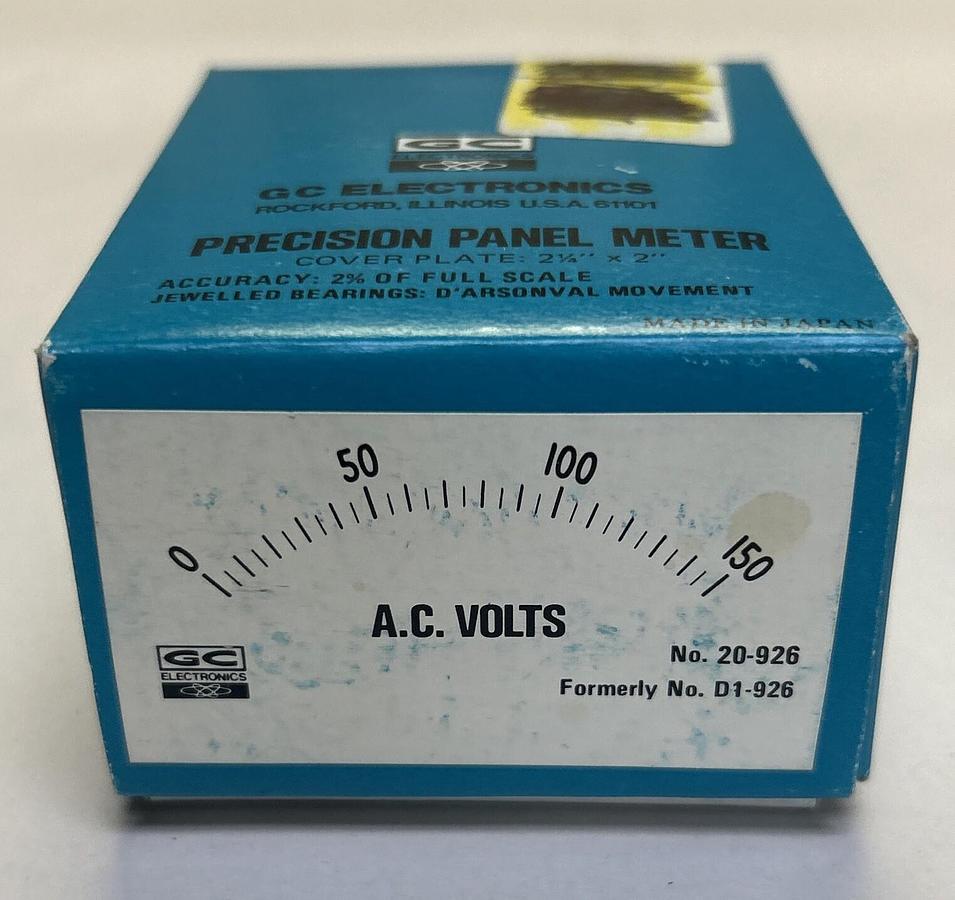 GC
ELECTRONICS
GC ELECTRONICS
ROCKFORD, ILLINOIS U.S.A. 61101
PRECISION PANEL METER
COVER PLATE: 2¼" x 2"
ACCURACY: 2% OF FULL SCALE
JEWELLED BEARINGS: D'ARSONVAL MOVEMENT
MADE IN JAPAN
0 50 100 150
A.C. VOLTS
GC
ELECTRONICS
No. 20-926
Formerly No. D1-926